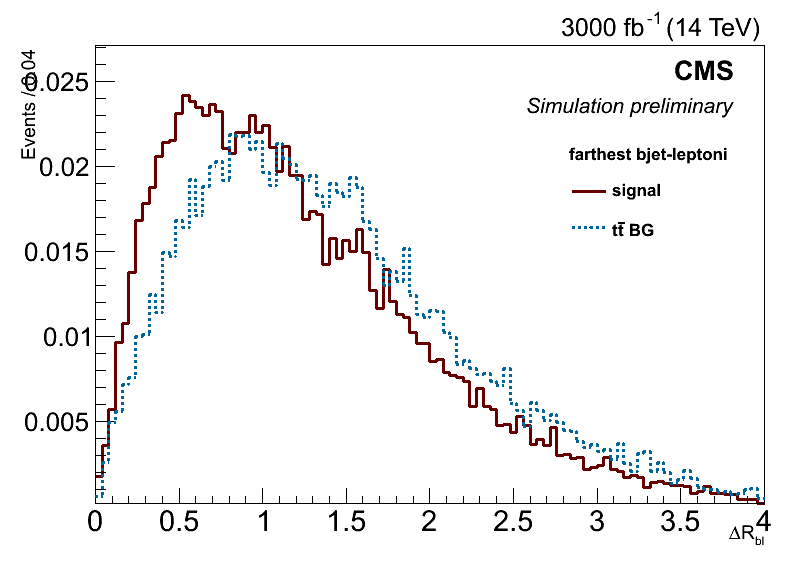 3000 fb⁻¹ (14 TeV)
Events / 0.04
CMS
Simulation preliminary
farthest bjet-leptoni
signal
tt̄ BG
0.025
0.02
0.015
0.01
0.005
0 0.5 1 1.5 2 2.5 3 3.5 4
ΔR_bl